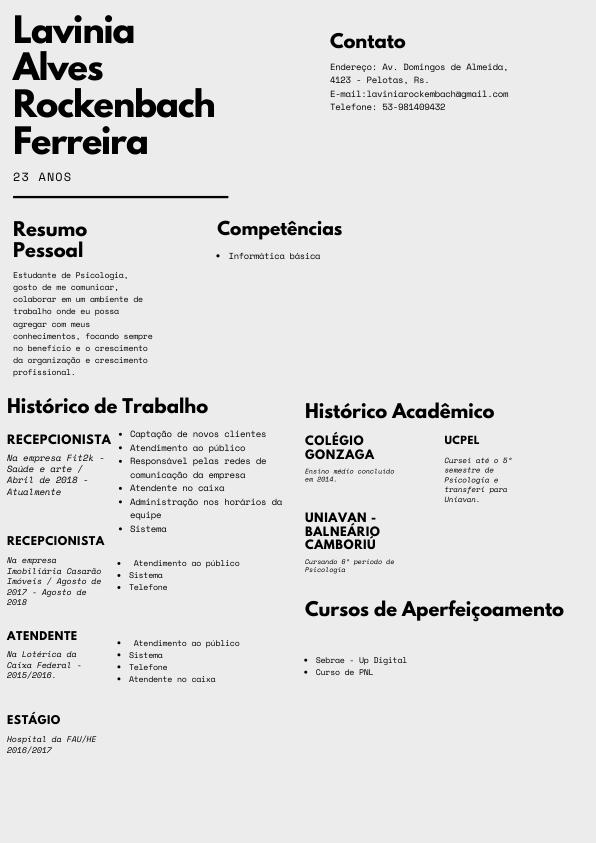 Lavinia
Alves
Rockenbach
Ferreira
23 ANOS
Contato
Endereço: Av. Domingos de Almeida,
4123 - Pelotas, Rs.
E-mail:laviniarockembach@gmail.com
Telefone: 53-981409432
Resumo
Pessoal
Estudante de Psicologia,
gosto de me comunicar,
colaborar em um ambiente de
trabalho onde eu possa
agregar com meus
conhecimentos, focando sempre
no benefício e o crescimento
da organização e crescimento
profissional.
Competências
• Informática básica
Histórico de Trabalho
RECEPCIONISTA
Na empresa Fit2k -
Saúde e arte /
Abril de 2018 -
Atualmente
• Captação de novos clientes
• Atendimento ao público
• Responsável pelas redes de
comunicação da empresa
• Atendente no caixa
• Administração nos horários da
equipe
• Sistema
RECEPCIONISTA
Na empresa
Imobiliária Casarão
Imóveis / Agosto de
2017 - Agosto de
2018
• Atendimento ao público
• Sistema
• Telefone
ATENDENTE
Na Lotérica da
Caixa Federal -
2015/2016.
• Atendimento ao público
• Sistema
• Telefone
• Atendente no caixa
ESTÁGIO
Hospital da FAU/HE
2016/2017
Histórico Acadêmico
COLÉGIO
GONZAGA
Ensino médio concluído
em 2014.
UCPEL
Cursei até o 5°
semestre de
Psicologia e
transferi para
Uniavan.
UNIAVAN -
BALNEÁRIO
CAMBORIÚ
Cursando 6° período de
Psicologia
Cursos de Aperfeiçoamento
• Sebrae - Up Digital
• Curso de PNL